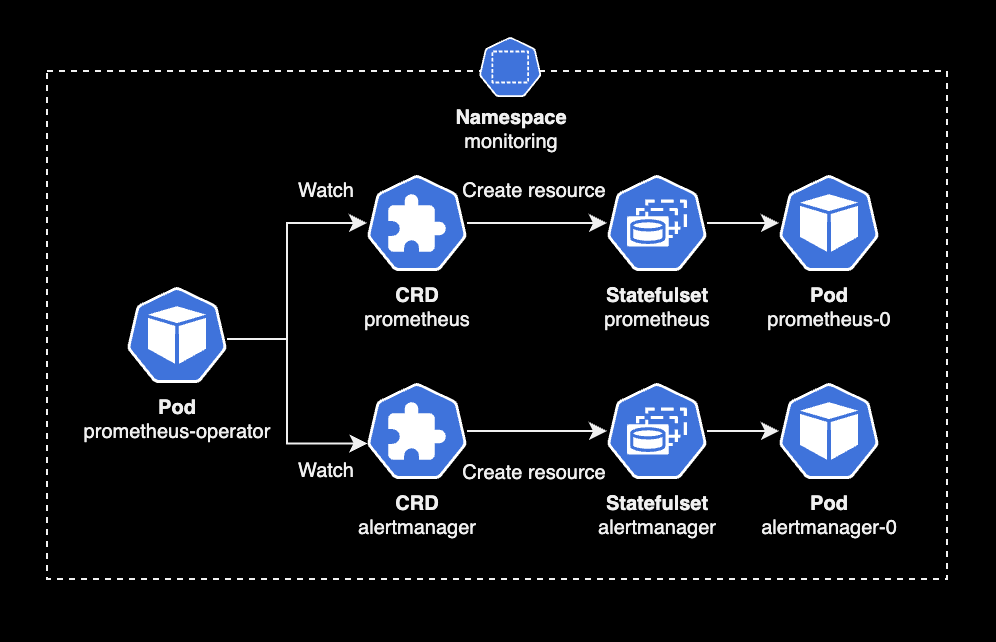 Namespace
monitoring
Watch
Create resource
CRD
prometheus
Statefulset
prometheus
Pod
prometheus-0
Pod
prometheus-operator
Watch
Create resource
CRD
alertmanager
Statefulset
alertmanager
Pod
alertmanager-0